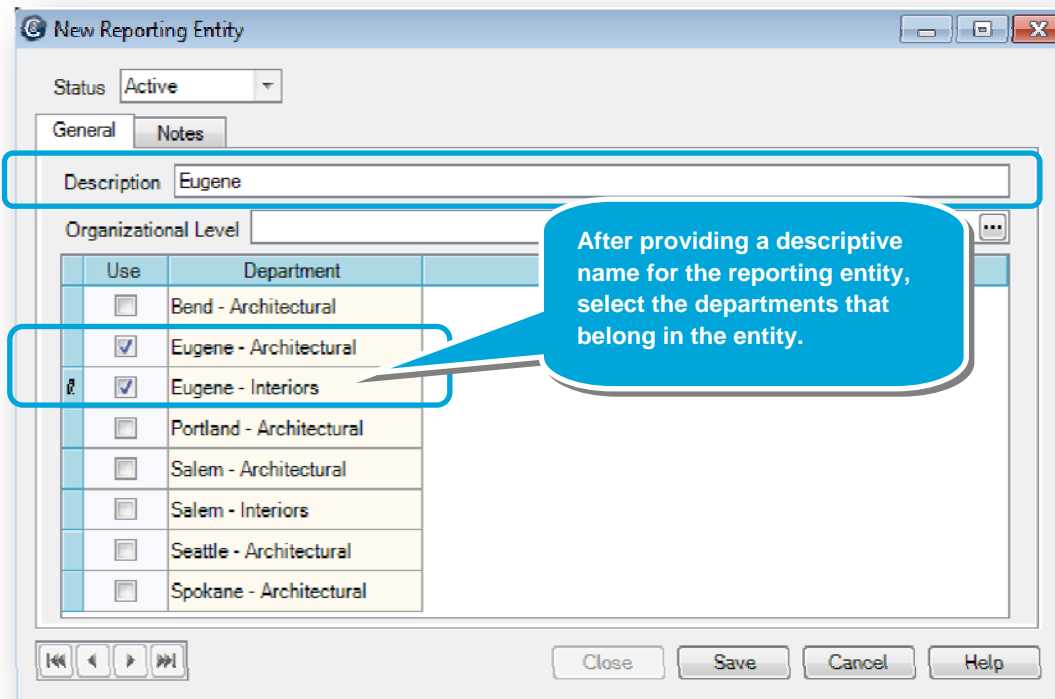 New Reporting Entity
Status Active
General Notes
Description Eugene
Organizational Level ...
After providing a descriptive
name for the reporting entity,
select the departments that
belong in the entity.
Use Department
Bend - Architectural
Eugene - Architectural
Eugene - Interiors
Portland - Architectural
Salem - Architectural
Salem - Interiors
Seattle - Architectural
Spokane - Architectural
Close Save Cancel Help